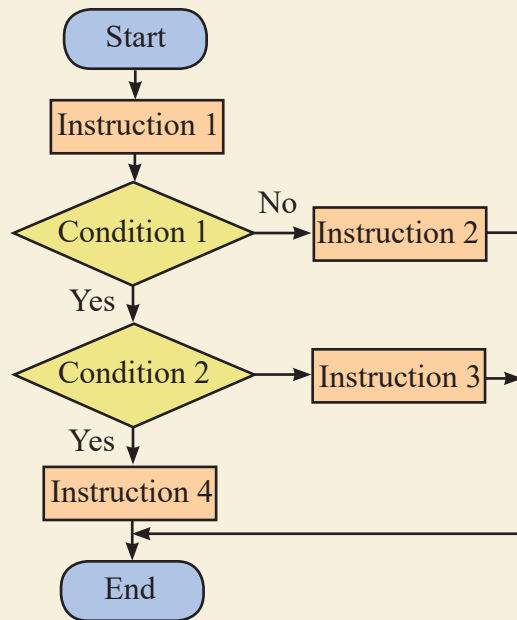 Start
Instruction 1
Condition 1
No
Instruction 2
Yes
Condition 2
Instruction 3
Yes
Instruction 4
End